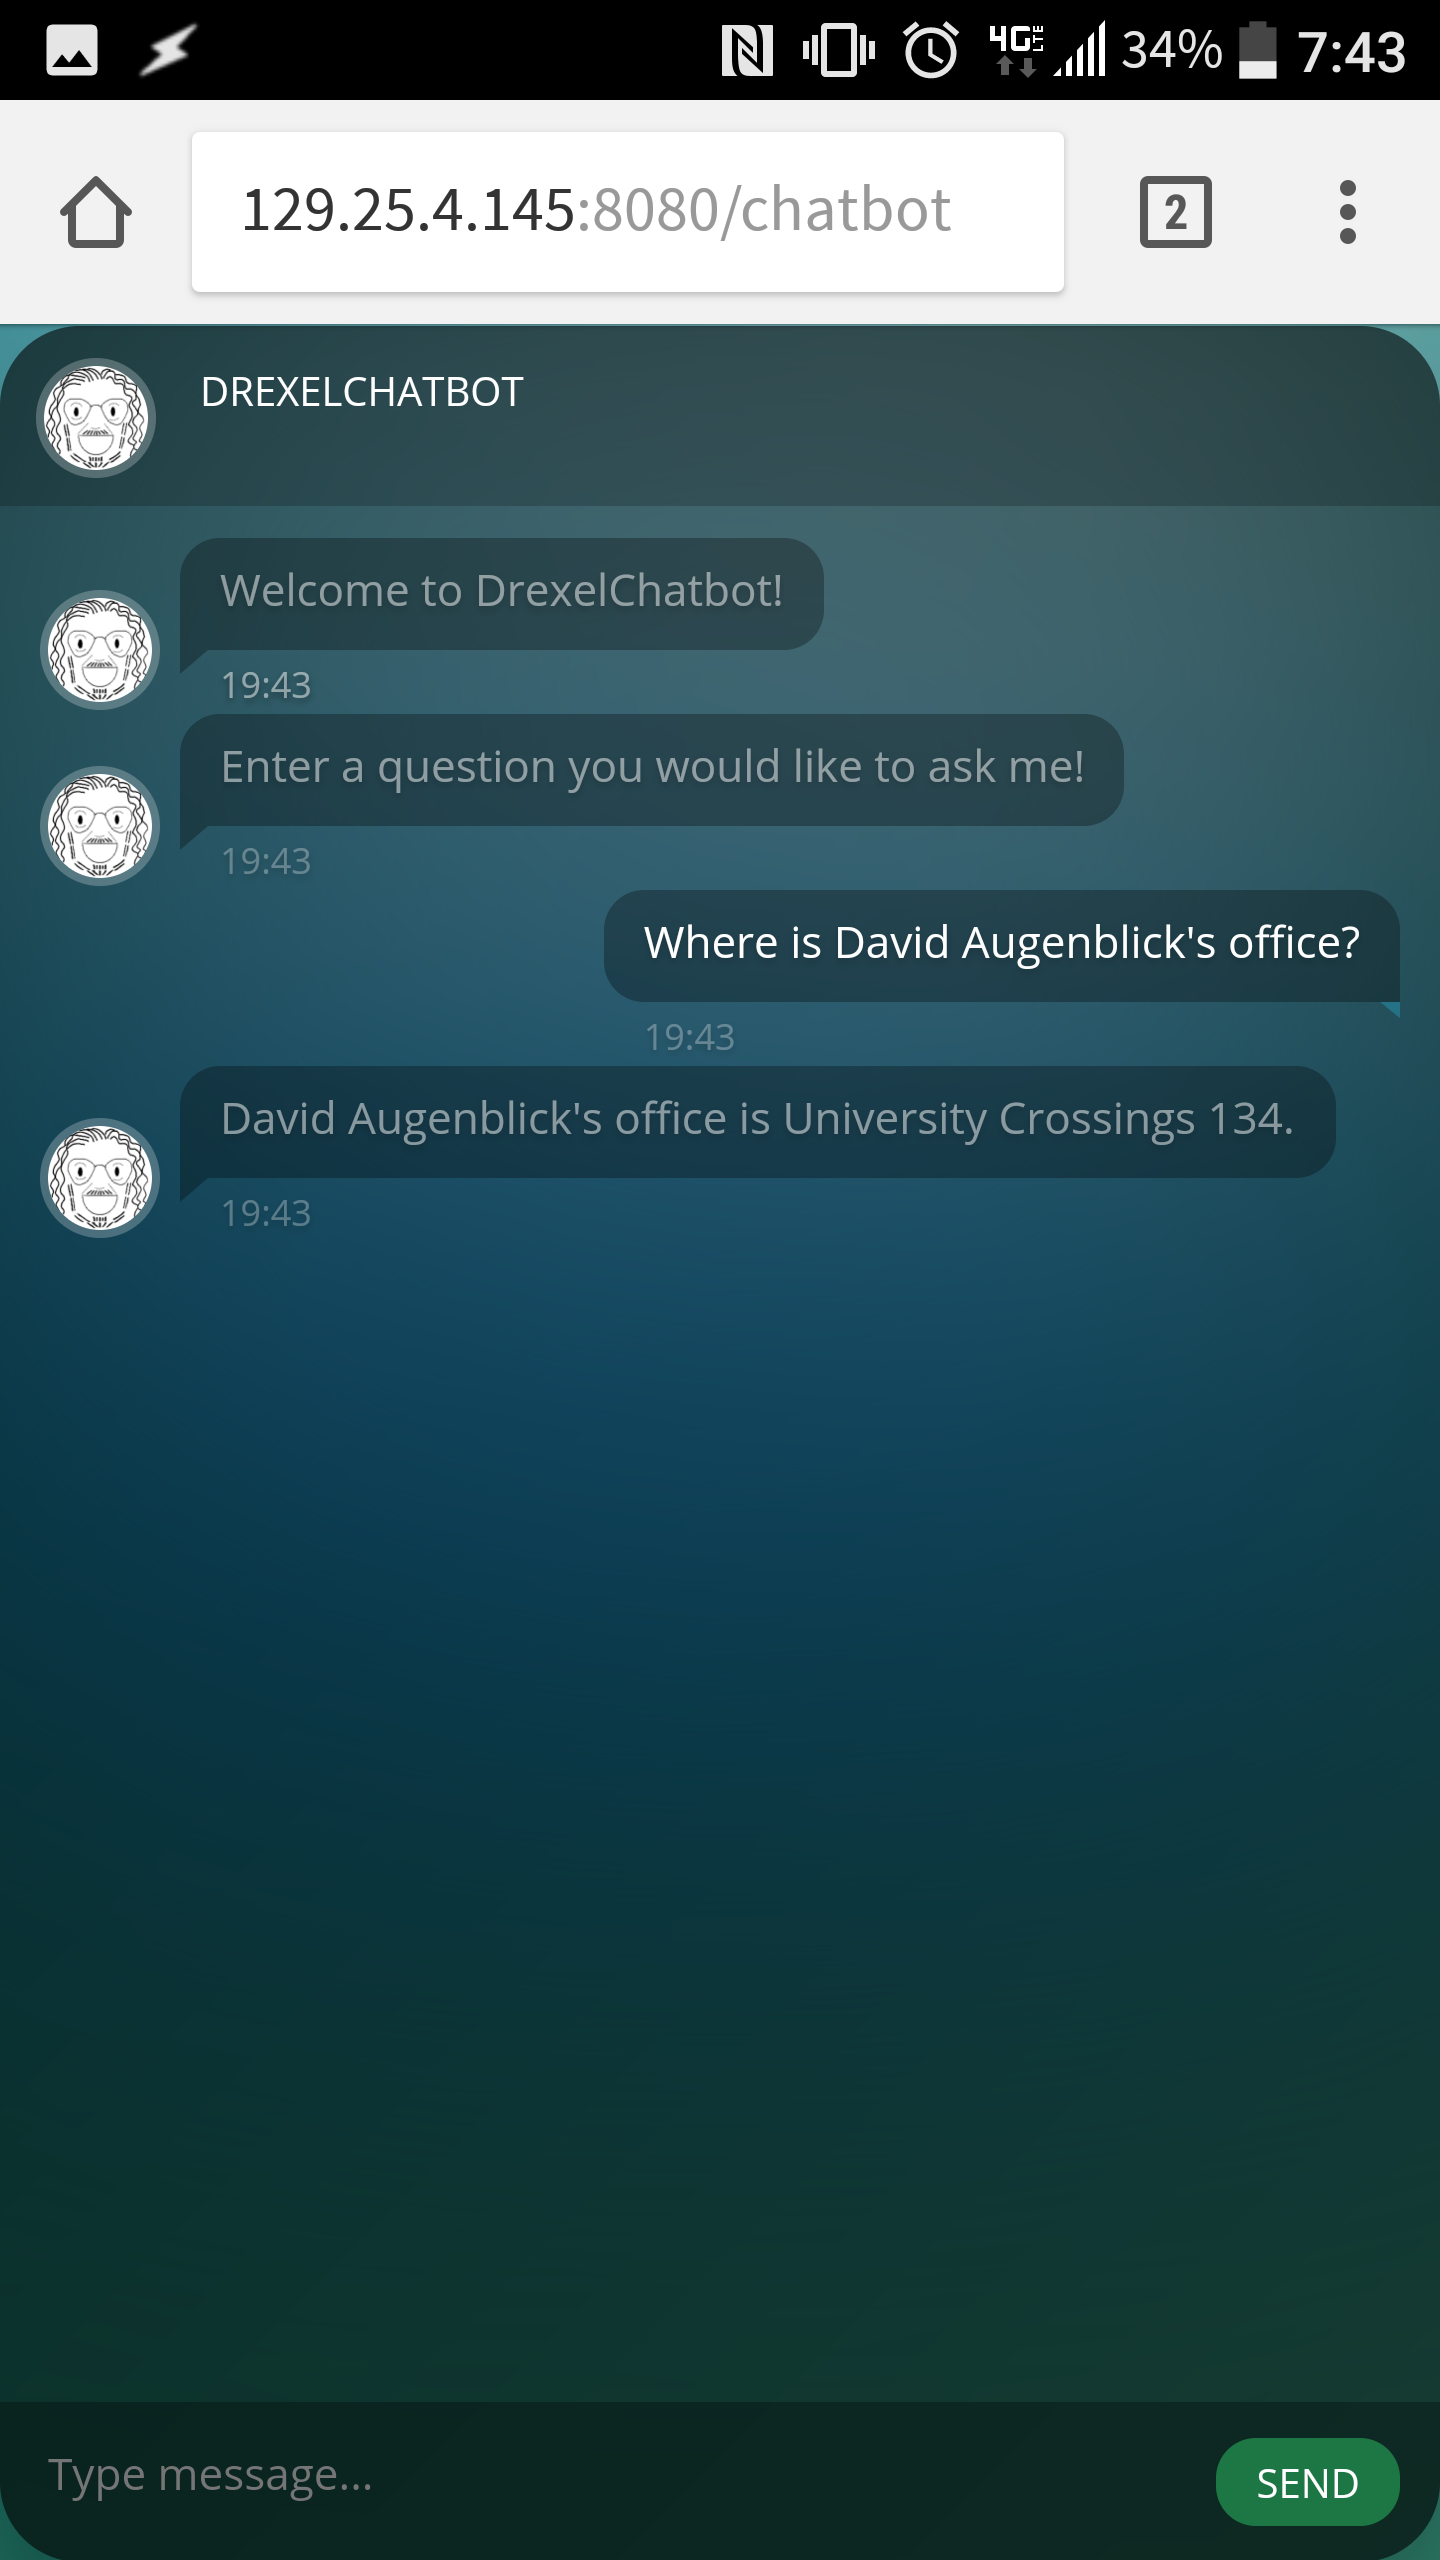 4G LTE 34% 7:43
129.25.4.145:8080/chatbot 2
DREXELCHATBOT
Welcome to DrexelChatbot!
19:43
Enter a question you would like to ask me!
19:43
Where is David Augenblick's office?
19:43
David Augenblick's office is University Crossings 134.
19:43
Type message...
SEND